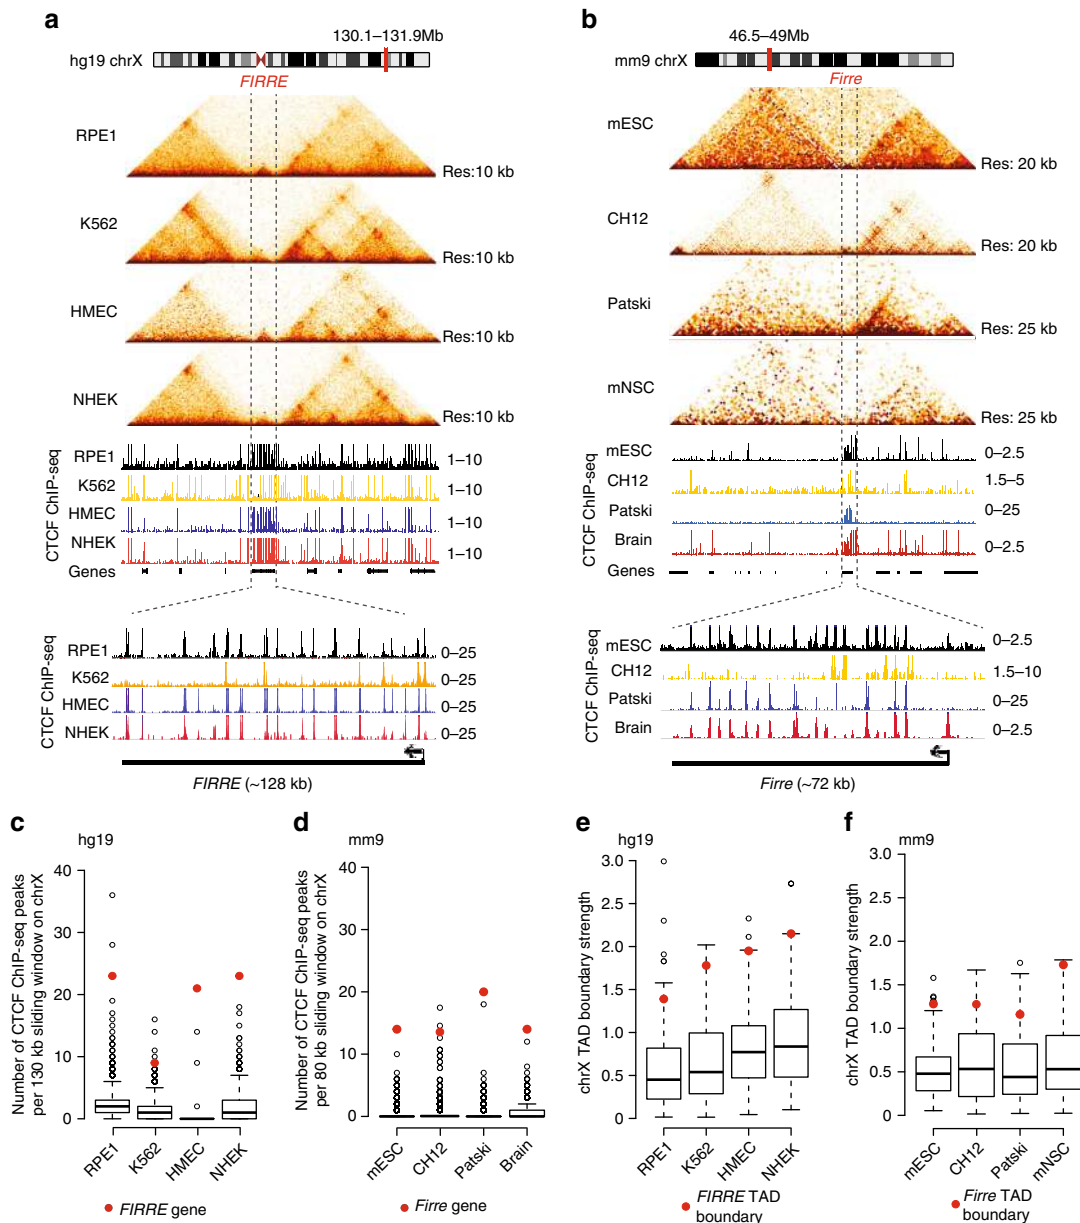 a
130.1–131.9Mb
hg19 chrX
FIRRE
RPE1
Res:10 kb
K562
Res:10 kb
HMEC
Res:10 kb
NHEK
Res:10 kb
CTCF ChIP-seq
RPE1
1–10
K562
1–10
HMEC
1–10
NHEK
1–10
Genes
CTCF ChIP-seq
RPE1
0–25
K562
0–25
HMEC
0–25
NHEK
0–25
FIRRE (~128 kb)
b
46.5–49Mb
mm9 chrX
Firre
mESC
Res: 20 kb
CH12
Res: 20 kb
Patski
Res: 25 kb
mNSC
Res: 25 kb
CTCF ChIP-seq
mESC
0–2.5
CH12
1.5–5
Patski
0–25
Brain
0–2.5
Genes
CTCF ChIP-seq
mESC
0–2.5
CH12
1.5–10
Patski
0–25
Brain
0–2.5
Firre (~72 kb)
c
hg19
Number of CTCF ChIP-seq peaks
per 130 kb sliding window on chrX
40
30
20
10
0
RPE1
K562
HMEC
NHEK
FIRRE gene
d
mm9
Number of CTCF ChIP-seq peaks
per 80 kb sliding window on chrX
40
30
20
10
0
mESC
CH12
Patski
Brain
Firre gene
e
hg19
chrX TAD boundary strength
3.0
2.5
2.0
1.5
1.0
0.5
0
RPE1
K562
HMEC
NHEK
FIRRE TAD
boundary
f
mm9
chrX TAD boundary strength
3.0
2.5
2.0
1.5
1.0
0.5
0
mESC
CH12
Patski
mNSC
Firre TAD
boundary